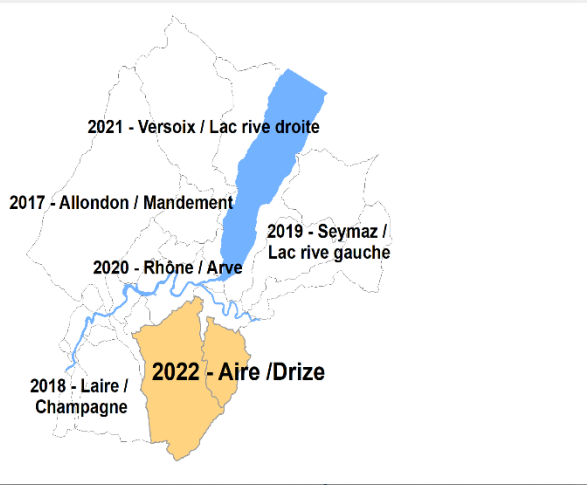 2021 - Versoix / Lac rive droite
2017 - Allondon / Mandement
2019 - Seymaz /
Lac rive gauche
2020 - Rhône / Arve
2022 - Aire /Drize
2018 - Laire /
Champagne